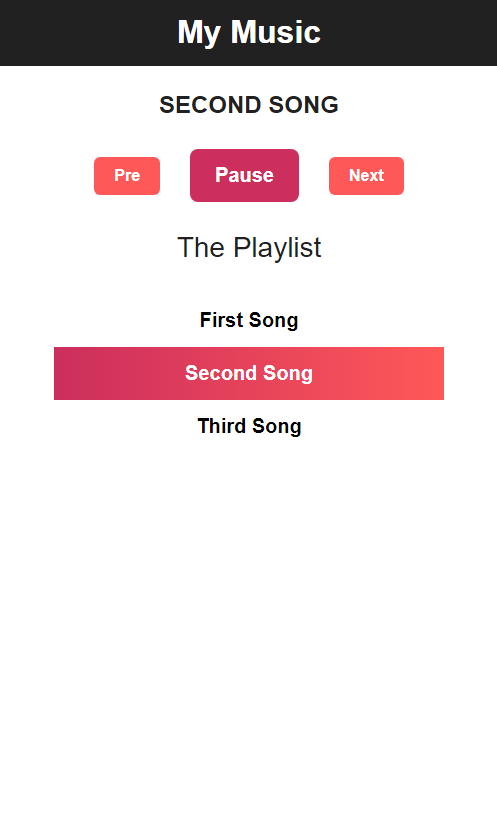 My Music
SECOND SONG
Pre Pause Next
The Playlist
First Song
Second Song
Third Song